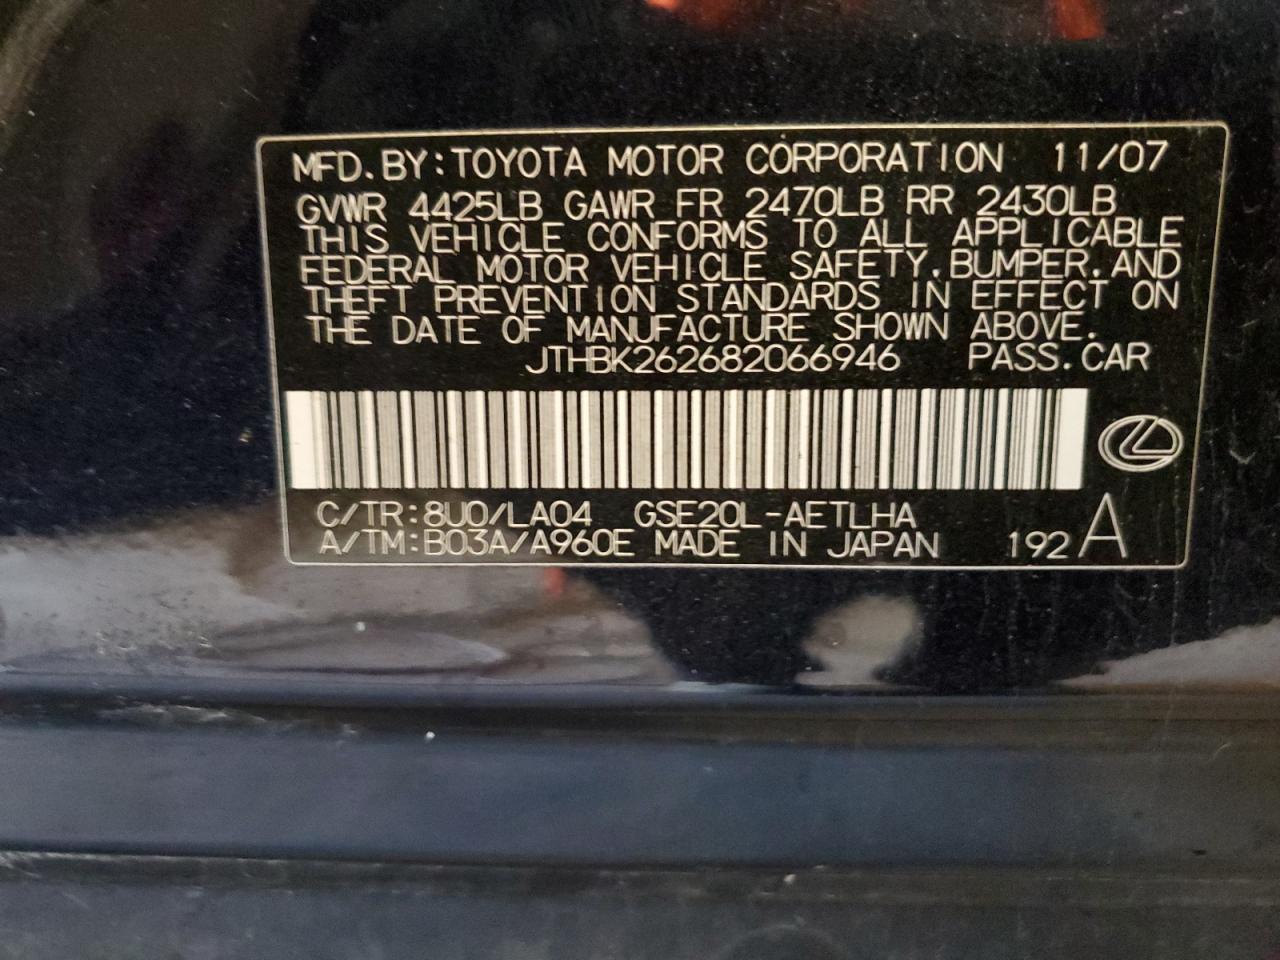 MFD. BY: TOYOTA MOTOR CORPORATION 11/07
GVWR 4425LB GAWR FR 2470LB RR 2430LB
THIS VEHICLE CONFORMS TO ALL APPLICABLE
FEDERAL MOTOR VEHICLE SAFETY, BUMPER, AND
THEFT PREVENTION STANDARDS IN EFFECT ON
THE DATE OF MANUFACTURE SHOWN ABOVE.
JTHBK262682066946 PASS. CAR
C/TR: 8U0/LA04 GSE20L-AETLHA
A/TM: B03A/A960E MADE IN JAPAN 192 A